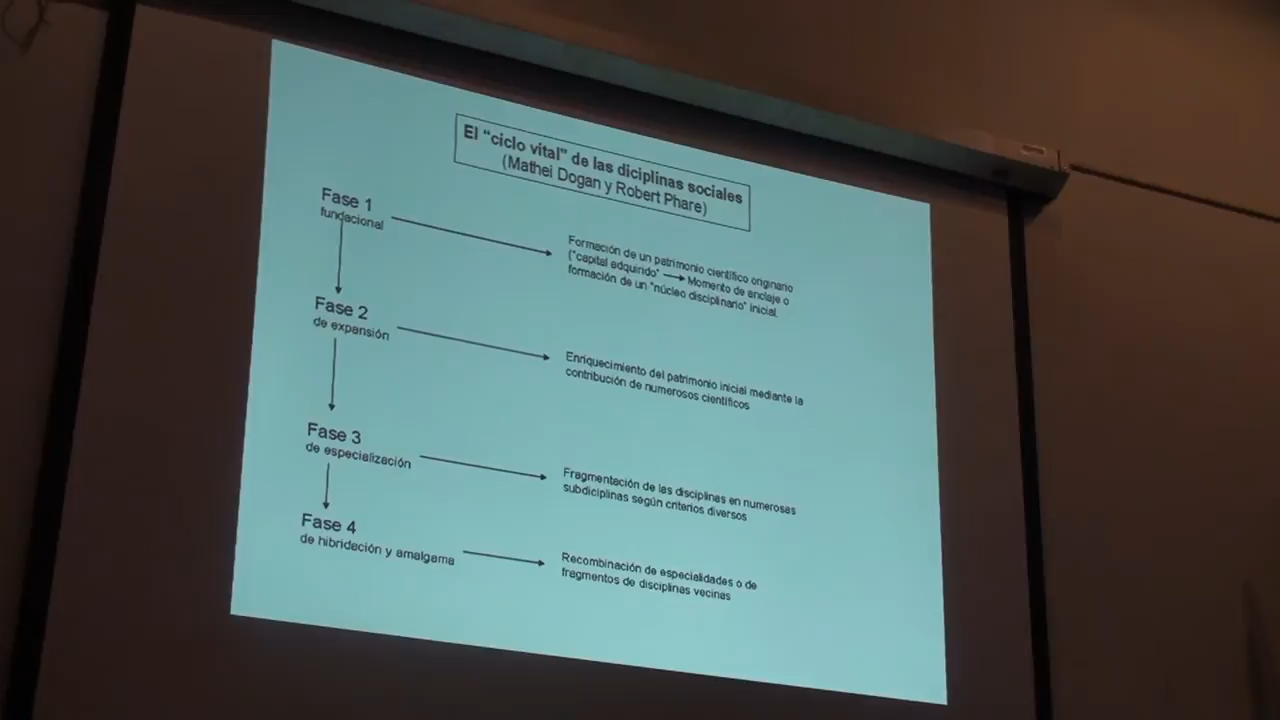 El "ciclo vital" de las diciplinas sociales
(Mathei Dogan y Robert Phare)
Fase 1
fundacional
Formación de un patrimonio científico originario
("capital adquirido" → Momento de anclaje o
formación de un "núcleo disciplinario" inicial.
Fase 2
de expansión
Enriquecimiento del patrimonio inicial mediante la
contribución de numerosos científicos
Fase 3
de especialización
Fragmentación de las disciplinas en numerosas
subdiciplinas según criterios diversos
Fase 4
de hibridación y amalgama
Recombinación de especialidades o de
fragmentos de disciplinas vecinas